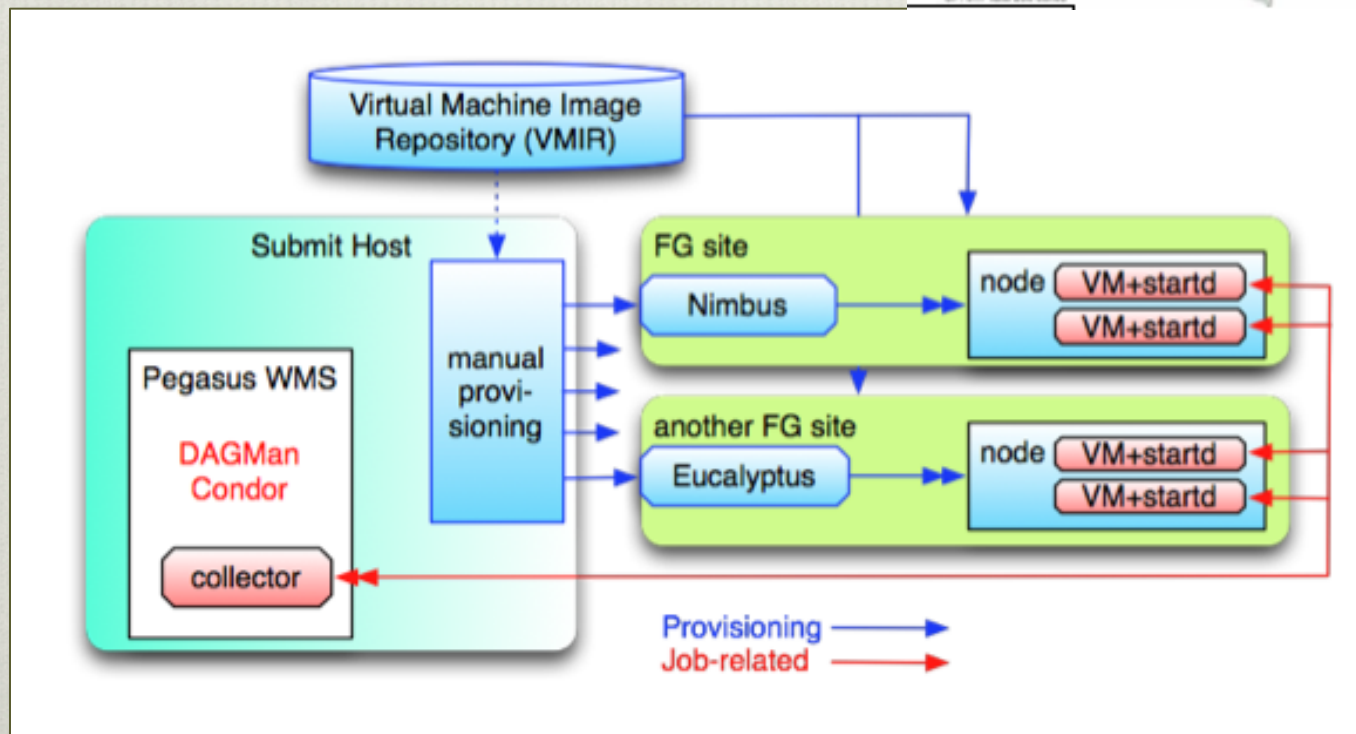 Virtual Machine Image
Repository (VMIR)
Submit Host
manual
provi-
sioning
Pegasus WMS
DAGMan
Condor
collector
FG site
Nimbus
node
VM+startd
VM+startd
another FG site
Eucalyptus
node
VM+startd
VM+startd
Provisioning
Job-related